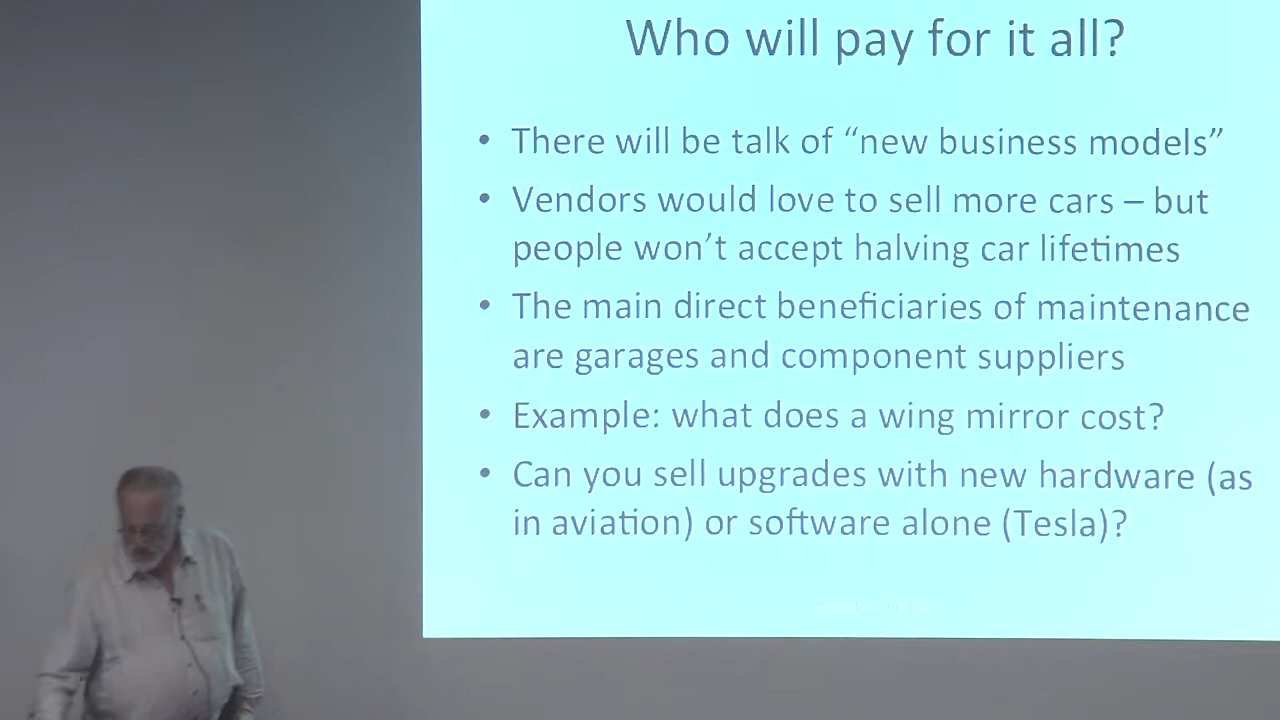 Who will pay for it all?
• There will be talk of “new business models”
• Vendors would love to sell more cars – but
people won’t accept halving car lifetimes
• The main direct beneficiaries of maintenance
are garages and component suppliers
• Example: what does a wing mirror cost?
• Can you sell upgrades with new hardware (as
in aviation) or software alone (Tesla)?